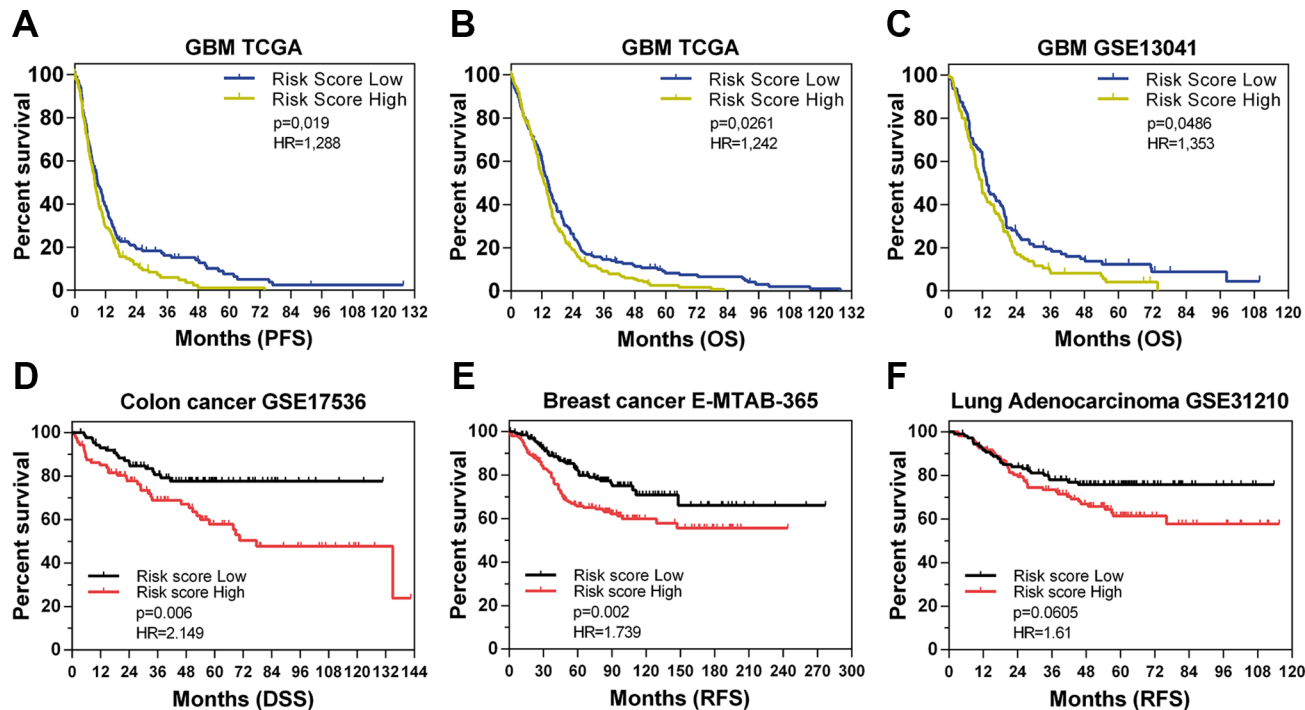 A
GBM TCGA
Percent survival
100
80
60
40
20
0
Risk Score Low
Risk Score High
p=0,019
HR=1,288
0 12 24 36 48 60 72 84 96 108 120 132
Months (PFS)
B
GBM TCGA
Percent survival
100
80
60
40
20
0
Risk Score Low
Risk Score High
p=0,0261
HR=1,242
0 12 24 36 48 60 72 84 96 108 120 132
Months (OS)
C
GBM GSE13041
Percent survival
100
80
60
40
20
0
Risk Score Low
Risk Score High
p=0,0486
HR=1,353
0 12 24 36 48 60 72 84 96 108 120
Months (OS)
D
Colon cancer GSE17536
Percent survival
100
80
60
40
20
0
Risk score Low
Risk score High
p=0.006
HR=2.149
0 12 24 36 48 60 72 84 96 108 120 132 144
Months (DSS)
E
Breast cancer E-MTAB-365
Percent survival
100
80
60
40
20
0
Risk score Low
Risk score High
p=0.002
HR=1.739
0 30 60 90 120 150 180 210 240 270 300
Months (RFS)
F
Lung Adenocarcinoma GSE31210
Percent survival
100
80
60
40
20
0
Risk score Low
Risk score High
p=0.0605
HR=1.61
0 12 24 36 48 60 72 84 96 108 120
Months (RFS)